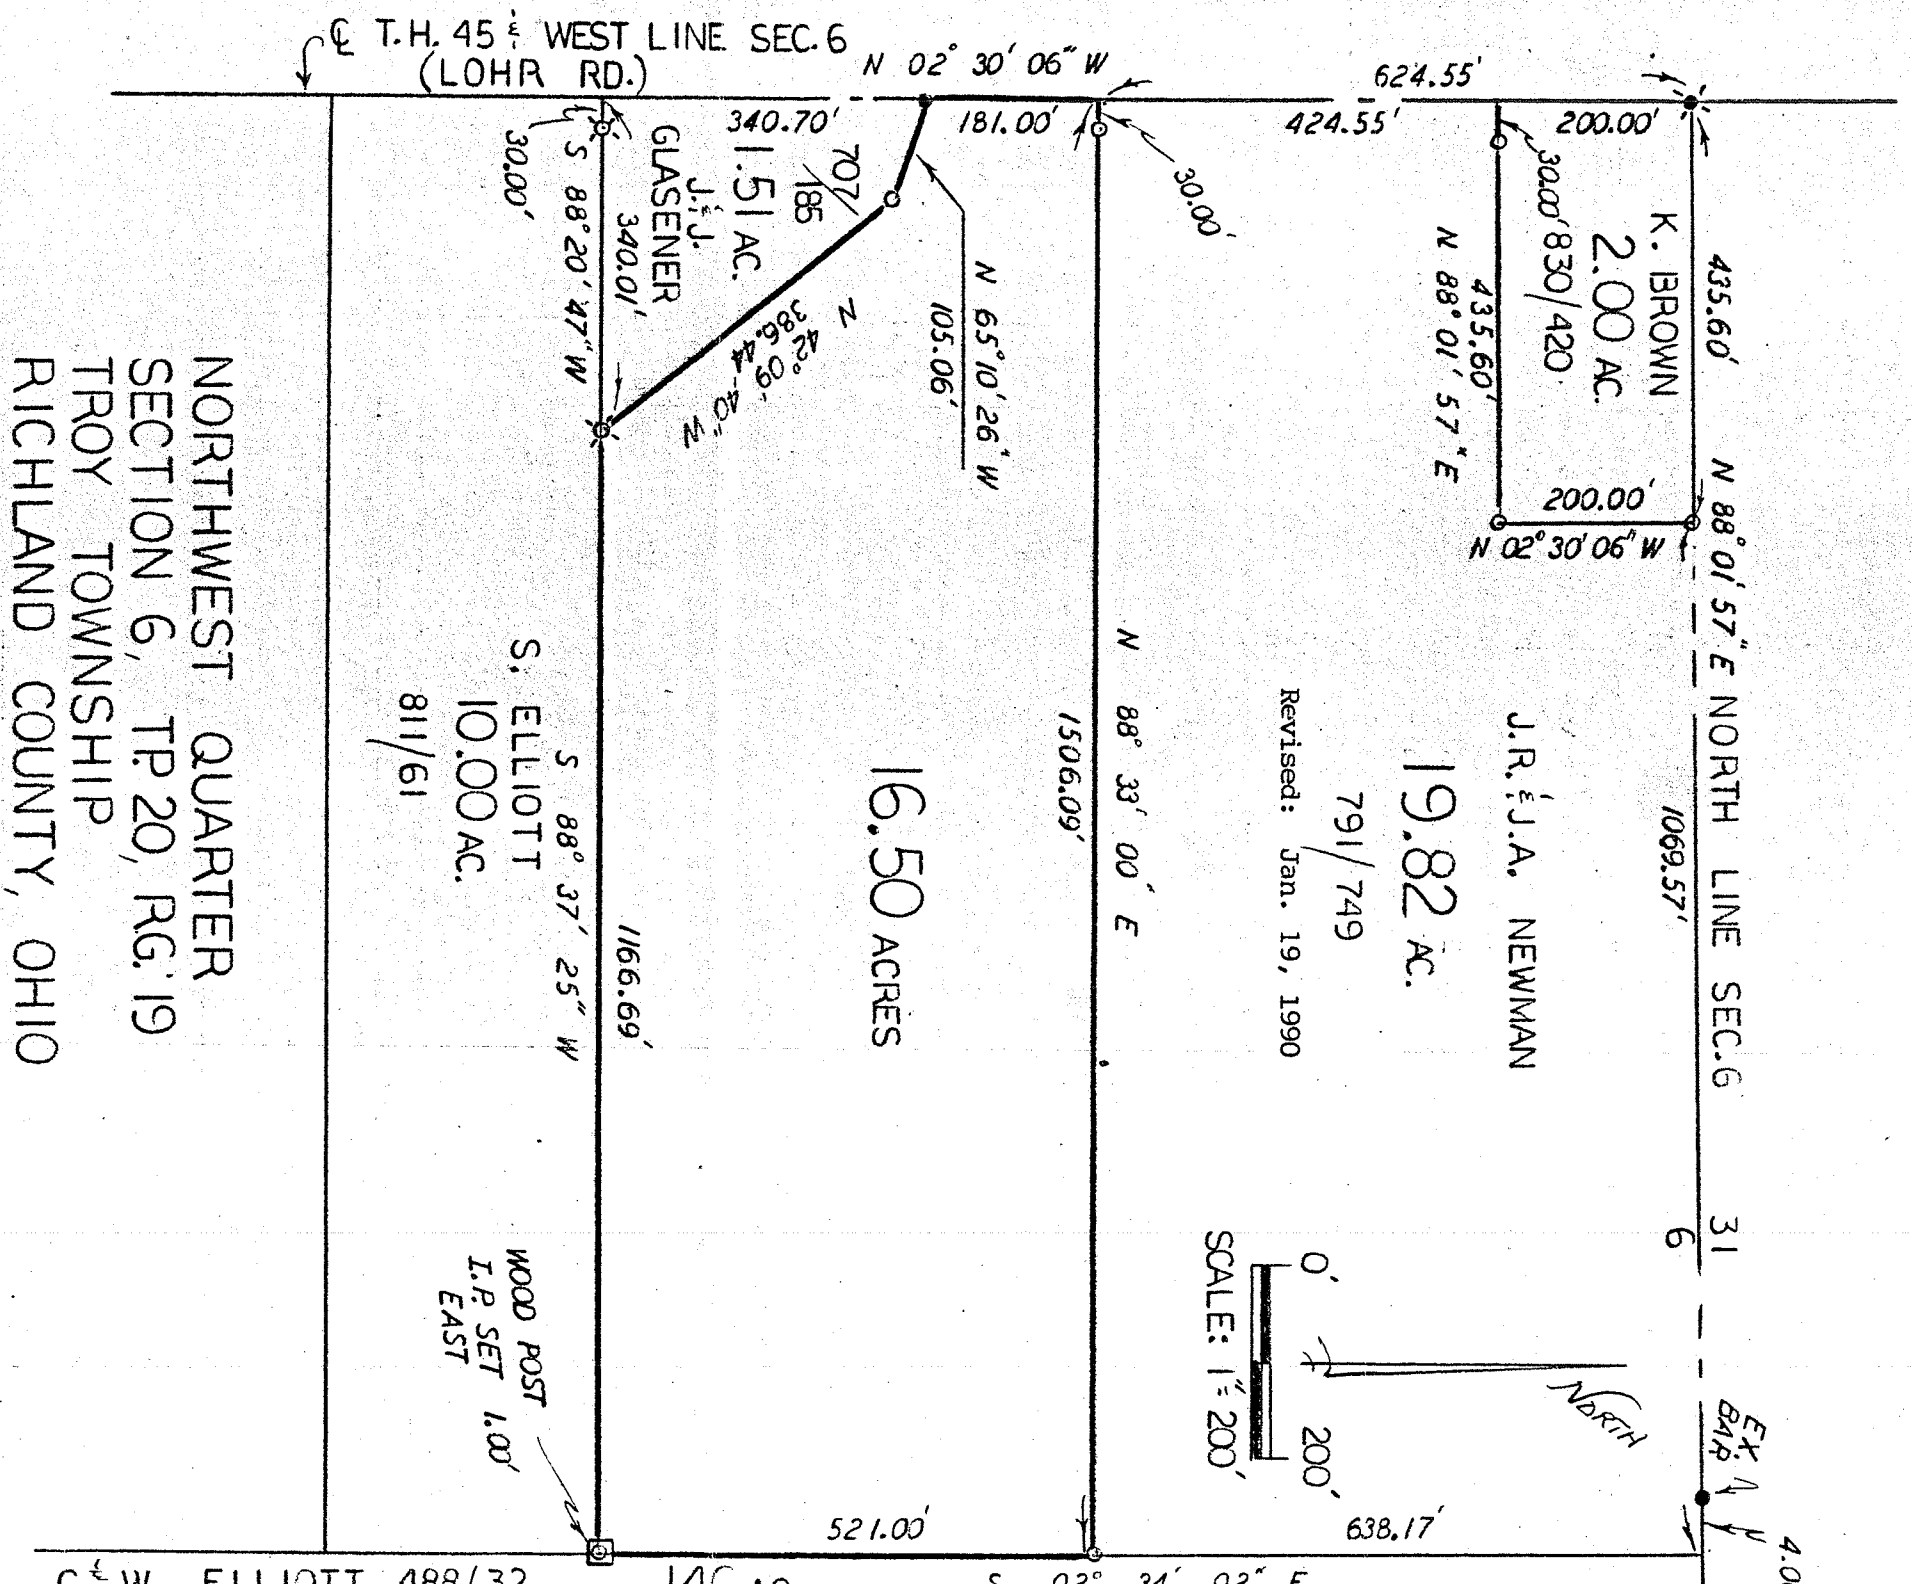 ℄ T.H. 45 & WEST LINE SEC. 6
(LOHR RD.)
N 02° 30' 06" W
624.55'
340.70'
181.00'
424.55'
200.00'
30.00'
S 88° 20' 47" W
340.01'
GLASENER
J. & J.
1.51 AC.
707/185
N 42° 09' 40" W
386.44
N 65° 10' 26" W
105.06'
30.00'
30.00'
K. BROWN
2.00 AC.
830/420
435.60'
N 88° 01' 57" E
435.60'
200.00'
N 02° 30' 06" W
N 88° 01' 57" E NORTH LINE SEC. 6
1069.57'
31
6
J.R. & J.A. NEWMAN
19.82 AC.
791/749
Revised: Jan. 19, 1990
N 88° 33' 00" E
1506.09'
16.50 ACRES
1166.69'
S 88° 37' 25" W
S. ELLIOTT
10.00 AC.
811/61
NORTHWEST QUARTER
SECTION 6, TP. 20, RG. 19
TROY TOWNSHIP
RICHLAND COUNTY, OHIO
WOOD POST
I.P. SET 1.00'
EAST
0' 200'
SCALE: 1" = 200'
NORTH
EX.
BAR
521.00'
638.17'
ELLIOTT 488/32